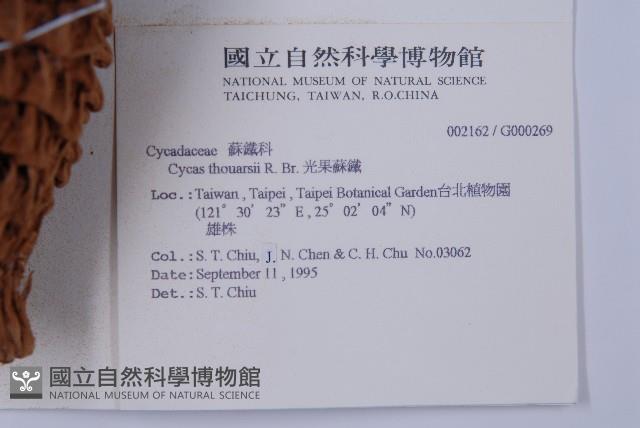 國立自然科學博物館
NATIONAL MUSEUM OF NATURAL SCIENCE
TAICHUNG, TAIWAN, R.O.CHINA
002162 / G000269
Cycadaceae 蘇鐵科
Cycas thouarsii R. Br. 光果蘇鐵
Loc.: Taiwan , Taipei , Taipei Botanical Garden台北植物園
(121° 30' 23" E , 25° 02' 04" N)
雄株
Col.: S. T. Chiu, J. N. Chen & C. H. Chu No.03062
Date: September 11 , 1995
Det.: S. T. Chiu
國立自然科學博物館
NATIONAL MUSEUM OF NATURAL SCIENCE